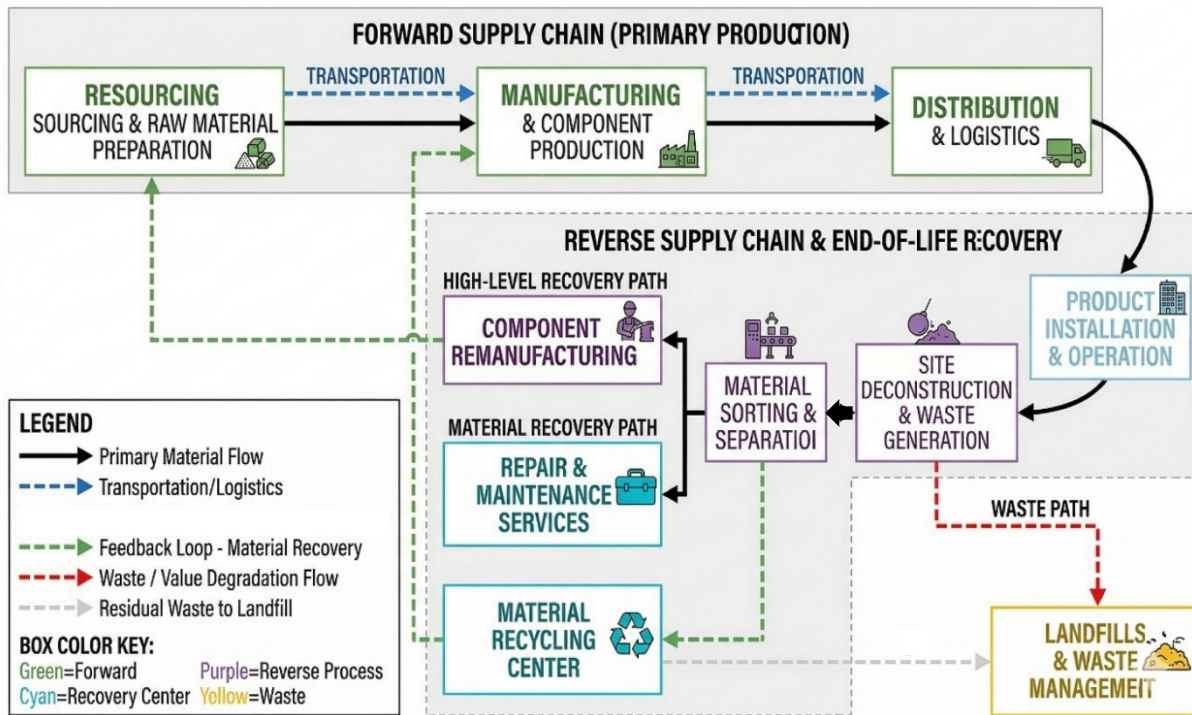 FORWARD SUPPLY CHAIN (PRIMARY PRODUCTION)
RESOURCING
SOURCING & RAW MATERIAL
PREPARATION
TRANSPORTATION
MANUFACTURING
& COMPONENT
PRODUCTION
TRANSPORATION
DISTRIBUTION
& LOGISTICS
REVERSE SUPPLY CHAIN & END-OF-LIFE RECOVERY
HIGH-LEVEL RECOVERY PATH
COMPONENT
REMANUFACTURING
MATERIAL
SORTING &
SEPARATIOI
SITE
DECONSTRUCTION
& WASTE
GENERATION
PRODUCT
INSTALLATION
& OPERATION
MATERIAL RECOVERY PATH
REPAIR &
MAINTENANCE
SERVICES
WASTE PATH
MATERIAL
RECYCLING
CENTER
LANDFILLS
& WASTE
MANAGEMEIT
LEGEND
Primary Material Flow
Transportation/Logistics
Feedback Loop - Material Recovery
Waste / Value Degradation Flow
Residual Waste to Landfill
BOX COLOR KEY:
Green=Forward Purple=Reverse Process
Cyan=Recovery Center Yellow=Waste